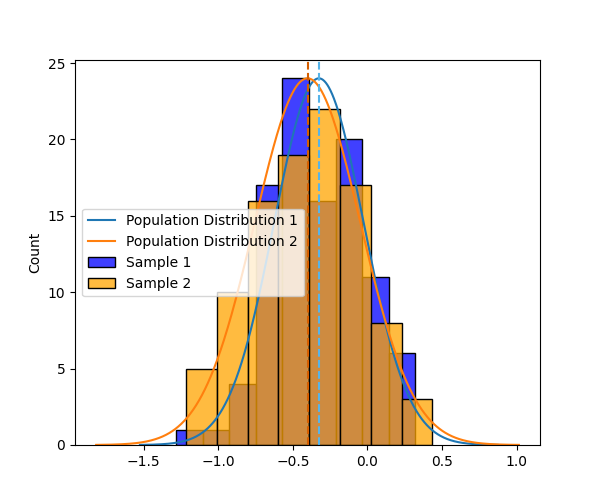 25
20
15
10
5
0
Count
Population Distribution 1
Population Distribution 2
Sample 1
Sample 2
−1.5 −1.0 −0.5 0.0 0.5 1.0